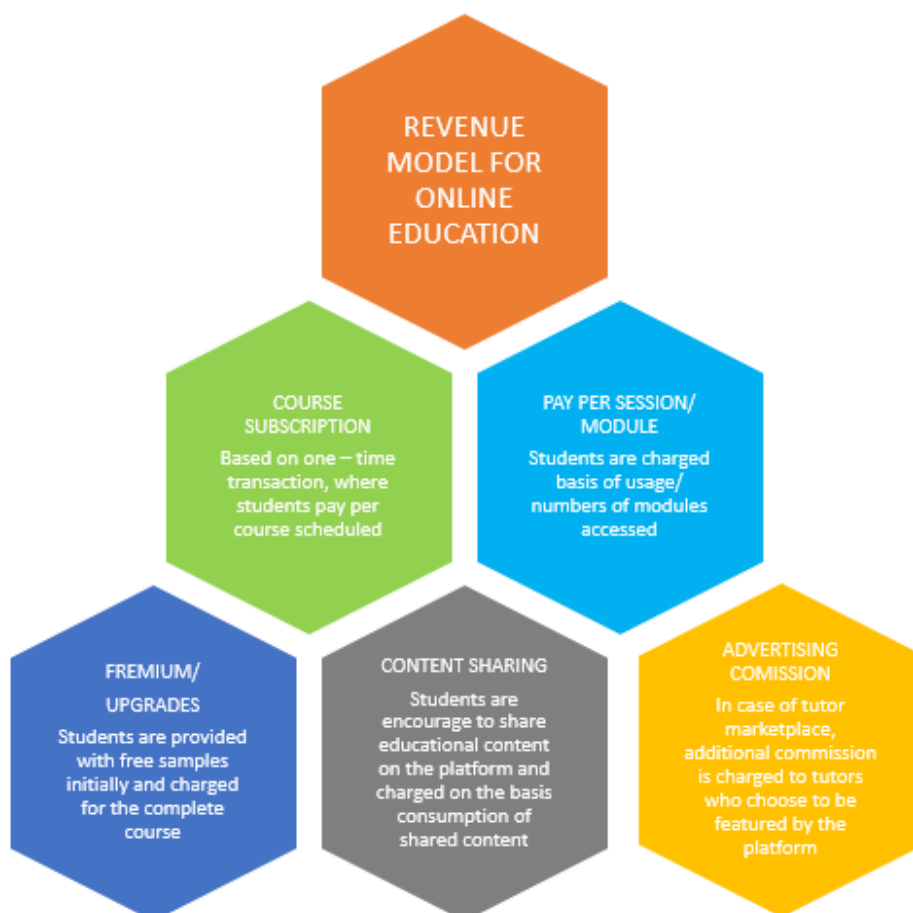 REVENUE
MODEL FOR
ONLINE
EDUCATION
COURSE
SUBSCRIPTION
Based on one – time
transaction, where
students pay per
course scheduled
PAY PER SESSION/
MODULE
Students are charged
basis of usage/
numbers of modules
accessed
FREMIUM/
UPGRADES
Students are provided
with free samples
initially and charged
for the complete
course
CONTENT SHARING
Students are
encourage to share
educational content
on the platform and
charged on the basis
consumption of
shared content
ADVERTISING
COMISSION
In case of tutor
marketplace,
additional commission
is charged to tutors
who choose to be
featured by the
platform